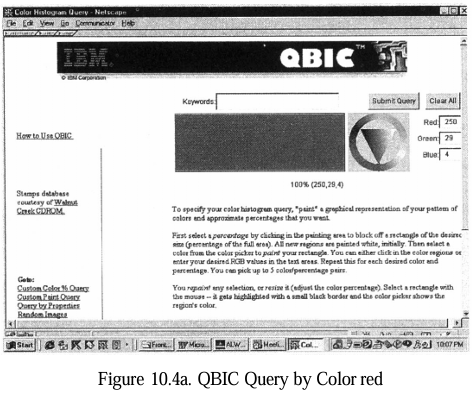 Color Histogram Query - Netscape
File Edit View Go Communicator Help
IBM. QBIC™
© IBM Corporation
Keywords: Submit Query Clear All
Red: 250
Green: 29
Blue: 4
How to Use QBIC.
100% (250,29,4)
Stamps database
courtesy of Walnut
Creek CDROM.
To specify your color histogram query, "paint" a graphical representation of your pattern of
colors and approximate percentages that you want.
First select a percentage by clicking in the painting area to block off a rectangle of the desired
size (percentage of the full area). All new regions are painted white, initially. Then select a
color from the color picker to paint your rectangle. You can either click in the color regions or
enter your desired RGB values in the text areas. Repeat this for each desired color and
percentage. You can pick up to 5 color/percentage pairs.
You repaint any selection, or resize it (adjust the color percentage). Select a rectangle with
the mouse -- it gets highlighted with a small black border and the color picker shows the
region's color.
Gets:
Custom Color % Query
Custom Paint Query
Query by Properties
Random Images
Start Front... Micro... ALW... Col... 10:07 PM
Figure 10.4a. QBIC Query by Color red